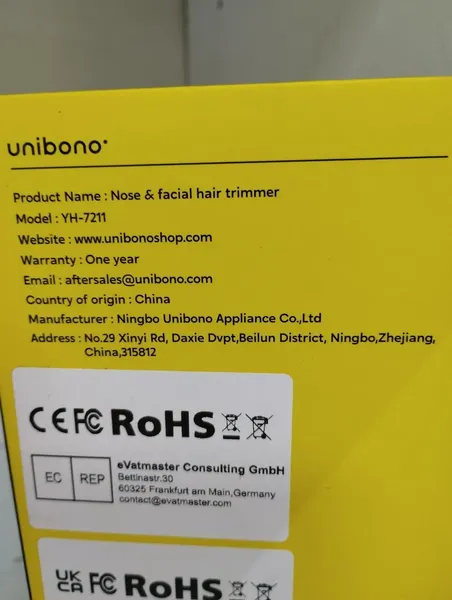 unibono
Product Name : Nose & facial hair trimmer
Model : YH-7211
Website : www.unibonoshop.com
Warranty : One year
Email : aftersales@unibono.com
Country of origin : China
Manufacturer : Ningbo Unibono Appliance Co.,Ltd
Address : No.29 Xinyi Rd, Daxie Dvpt,Beilun District, Ningbo,Zhejiang,
China,315812
CE FC RoHS
EC REP
eVatmaster Consulting GmbH
Bettinastr.30
60325 Frankfurt am Main,Germany
contact@evatmaster.com
UK
CA FC RoHS